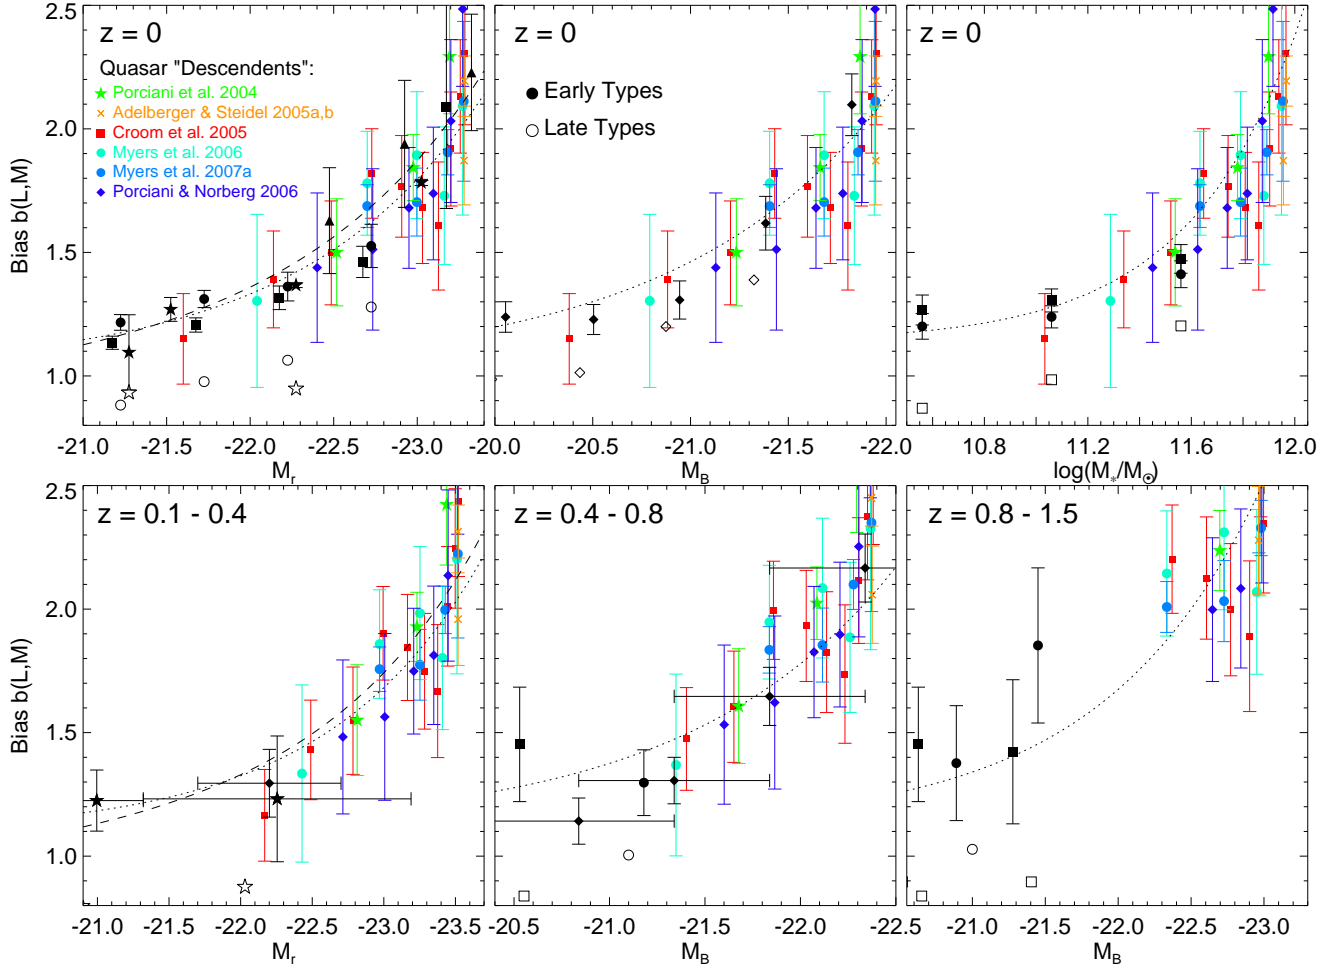 2.5
2.0
1.5
1.0
Bias b(L,M)
z = 0
Quasar "Descendents":
Porciani et al. 2004
Adelberger & Steidel 2005a,b
Croom et al. 2005
Myers et al. 2006
Myers et al. 2007a
Porciani & Norberg 2006
-21.0 -21.5 -22.0 -22.5 -23.0
M_r
z = 0
Early Types
Late Types
-20.0 -20.5 -21.0 -21.5 -22.0
M_B
z = 0
10.8 11.2 11.6 12.0
log(M_*/M_☉)
2.5
2.0
1.5
1.0
Bias b(L,M)
z = 0.1 - 0.4
-21.0 -21.5 -22.0 -22.5 -23.0 -23.5
M_r
z = 0.4 - 0.8
-20.5 -21.0 -21.5 -22.0 -22.5
M_B
z = 0.8 - 1.5
-21.0 -21.5 -22.0 -22.5 -23.0
M_B